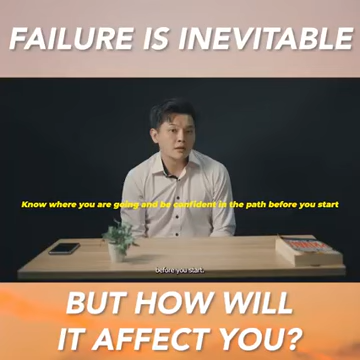 FAILURE IS INEVITABLE
Know where you are going and be confident in the path before you start
before you start.
BUT HOW WILL
IT AFFECT YOU?